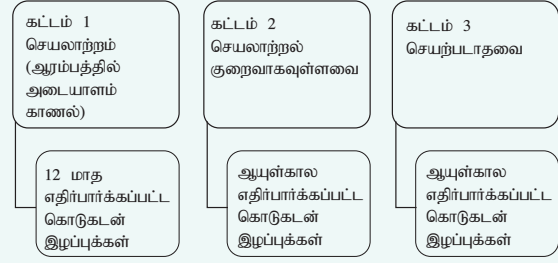 கட்டம் 1
செயலாற்றம்
(ஆரம்பத்தில்
அடையாளம்
காணல்)
12 மாத
எதிர்பார்க்கப்பட்ட
கொடுகடன்
இழப்புக்கள்
கட்டம் 2
செயலாற்றல்
குறைவாகவுள்ளவை
ஆயுள்கால
எதிர்பார்க்கப்பட்ட
கொடுகடன்
இழப்புக்கள்
கட்டம் 3
செயற்படாதவை
ஆயுள்கால
எதிர்பார்க்கப்பட்ட
கொடுகடன்
இழப்புக்கள்